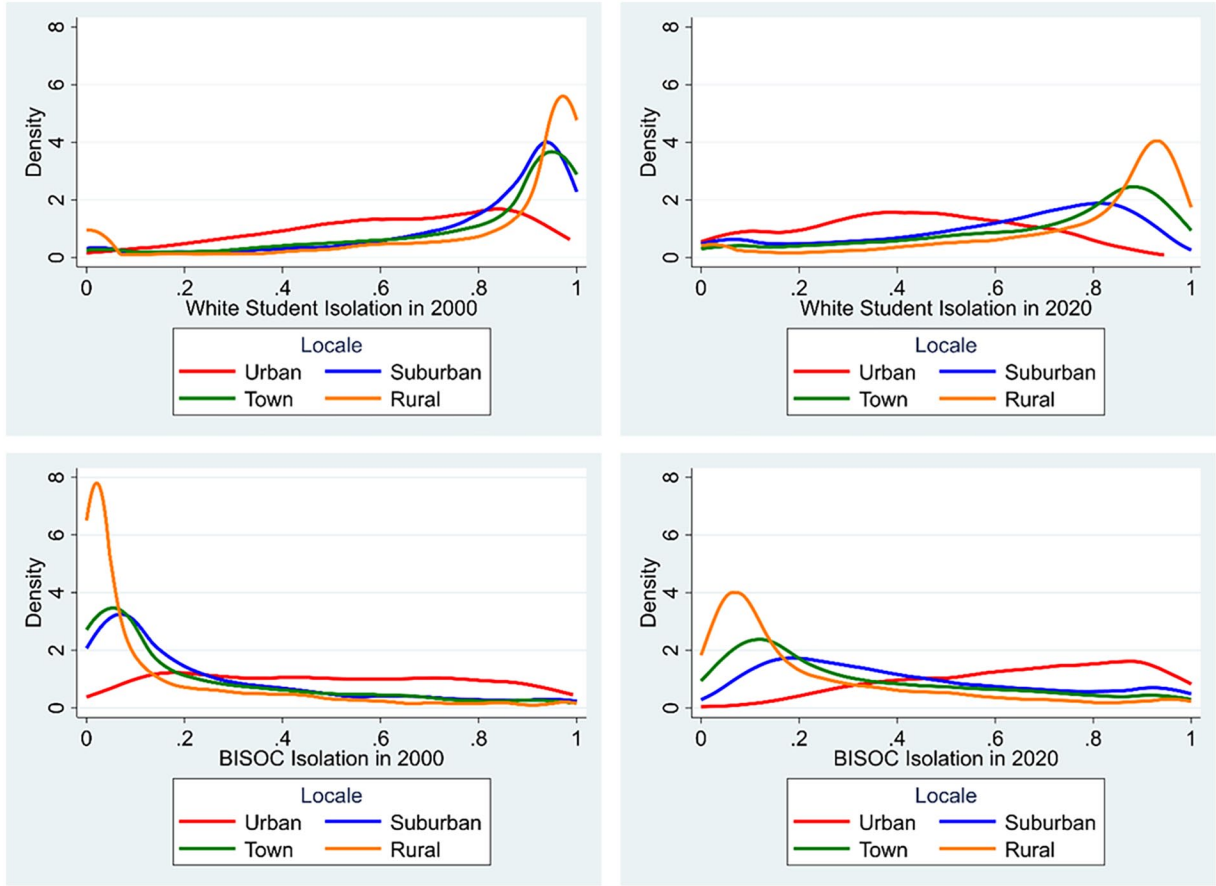 8
6
4
2
0
Density
0 .2 .4 .6 .8 1
White Student Isolation in 2000
Locale
Urban Suburban
Town Rural
8
6
4
2
0
Density
0 .2 .4 .6 .8 1
White Student Isolation in 2020
Locale
Urban Suburban
Town Rural
8
6
4
2
0
Density
0 .2 .4 .6 .8 1
BISOC Isolation in 2000
Locale
Urban Suburban
Town Rural
8
6
4
2
0
Density
0 .2 .4 .6 .8 1
BISOC Isolation in 2020
Locale
Urban Suburban
Town Rural